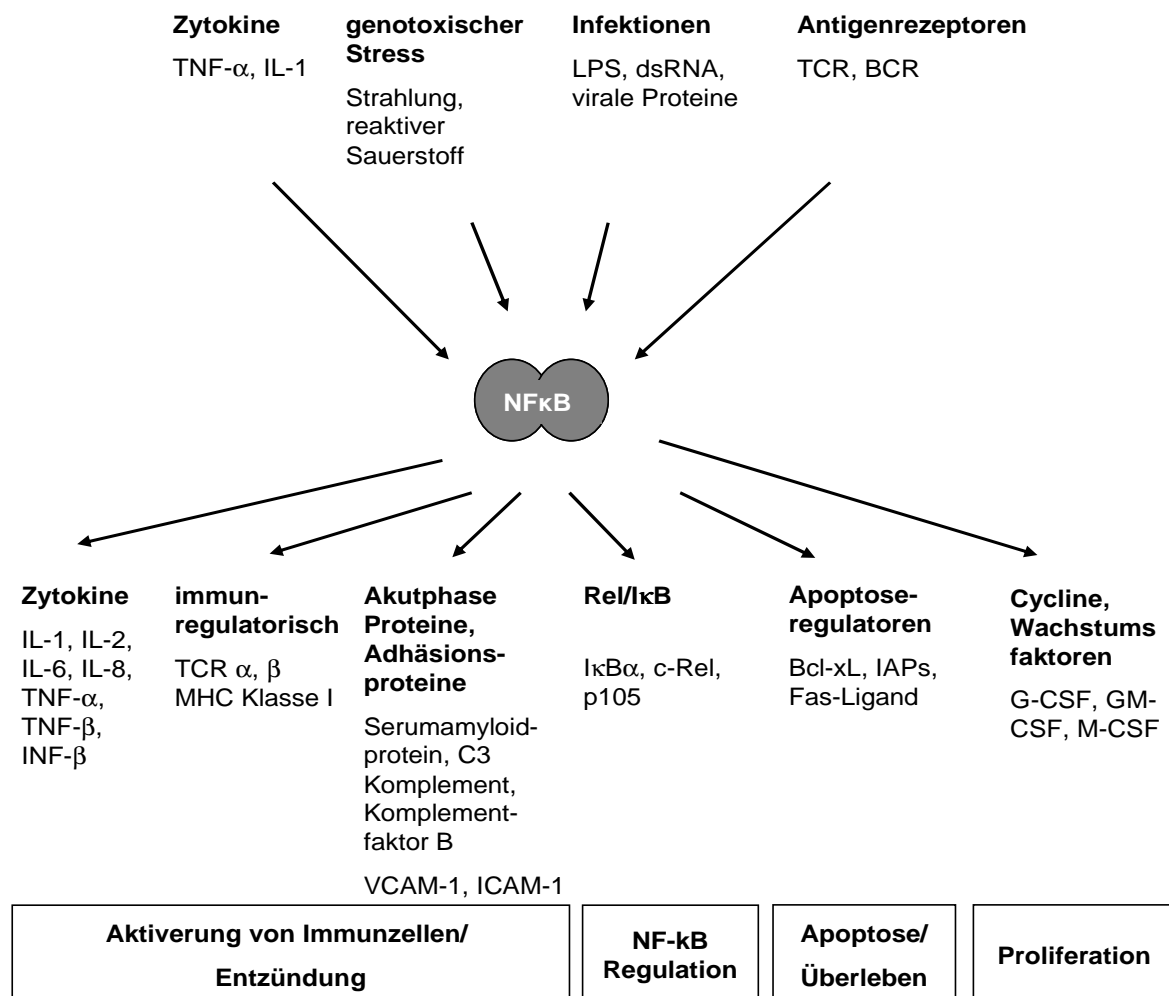 Zytokine
TNF-α, IL-1
genotoxischer
Stress
Strahlung,
reaktiver
Sauerstoff
Infektionen
LPS, dsRNA,
virale Proteine
Antigenrezeptoren
TCR, BCR
NFκB
Zytokine
IL-1, IL-2,
IL-6, IL-8,
TNF-α,
TNF-β,
INF-β
immun-
regulatorisch
TCR α, β
MHC Klasse I
Akutphase
Proteine,
Adhäsions-
proteine
Serumamyloid-
protein, C3
Komplement,
Komplement-
faktor B
VCAM-1, ICAM-1
Rel/IκB
IκBα, c-Rel,
p105
Apoptose-
regulatoren
Bcl-xL, IAPs,
Fas-Ligand
Cycline,
Wachstums
faktoren
G-CSF, GM-
CSF, M-CSF
Aktiverung von Immunzellen/
Entzündung
NF-kB
Regulation
Apoptose/
Überleben
Proliferation